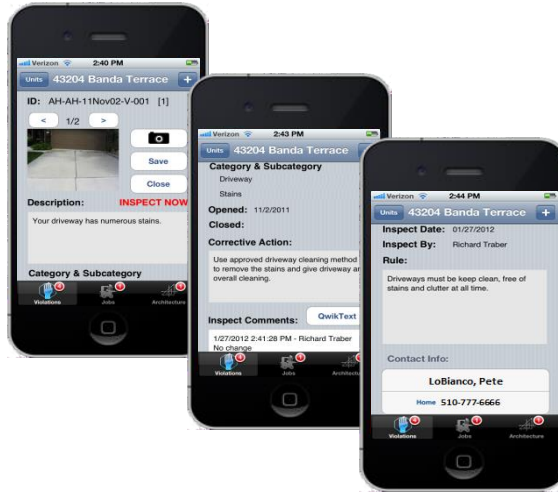 Verizon 2:40 PM
Units 43204 Banda Terrace +
ID: AH-AH-11Nov02-V-001 [1]
< 1/2 >
Save
Close
Description: INSPECT NOW
Your driveway has numerous stains.
Category & Subcategory
Violations Jobs Architecture
Verizon 2:43 PM
Units 43204 Banda Terrace
Category & Subcategory
Driveway
Stains
Opened: 11/2/2011
Closed:
Corrective Action:
Use approved driveway cleaning method
to remove the stains and give driveway an
overall cleaning.
Inspect Comments: QwikText
1/27/2012 2:41:28 PM - Richard Traber
No change
Violations Jobs
Verizon 2:44 PM
Units 43204 Banda Terrace +
Inspect Date: 01/27/2012
Inspect By: Richard Traber
Rule:
Driveways must be keep clean, free of
stains and clutter at all time.
Contact Info:
LoBianco, Pete
Home 510-777-6666
Violations Jobs Architecture